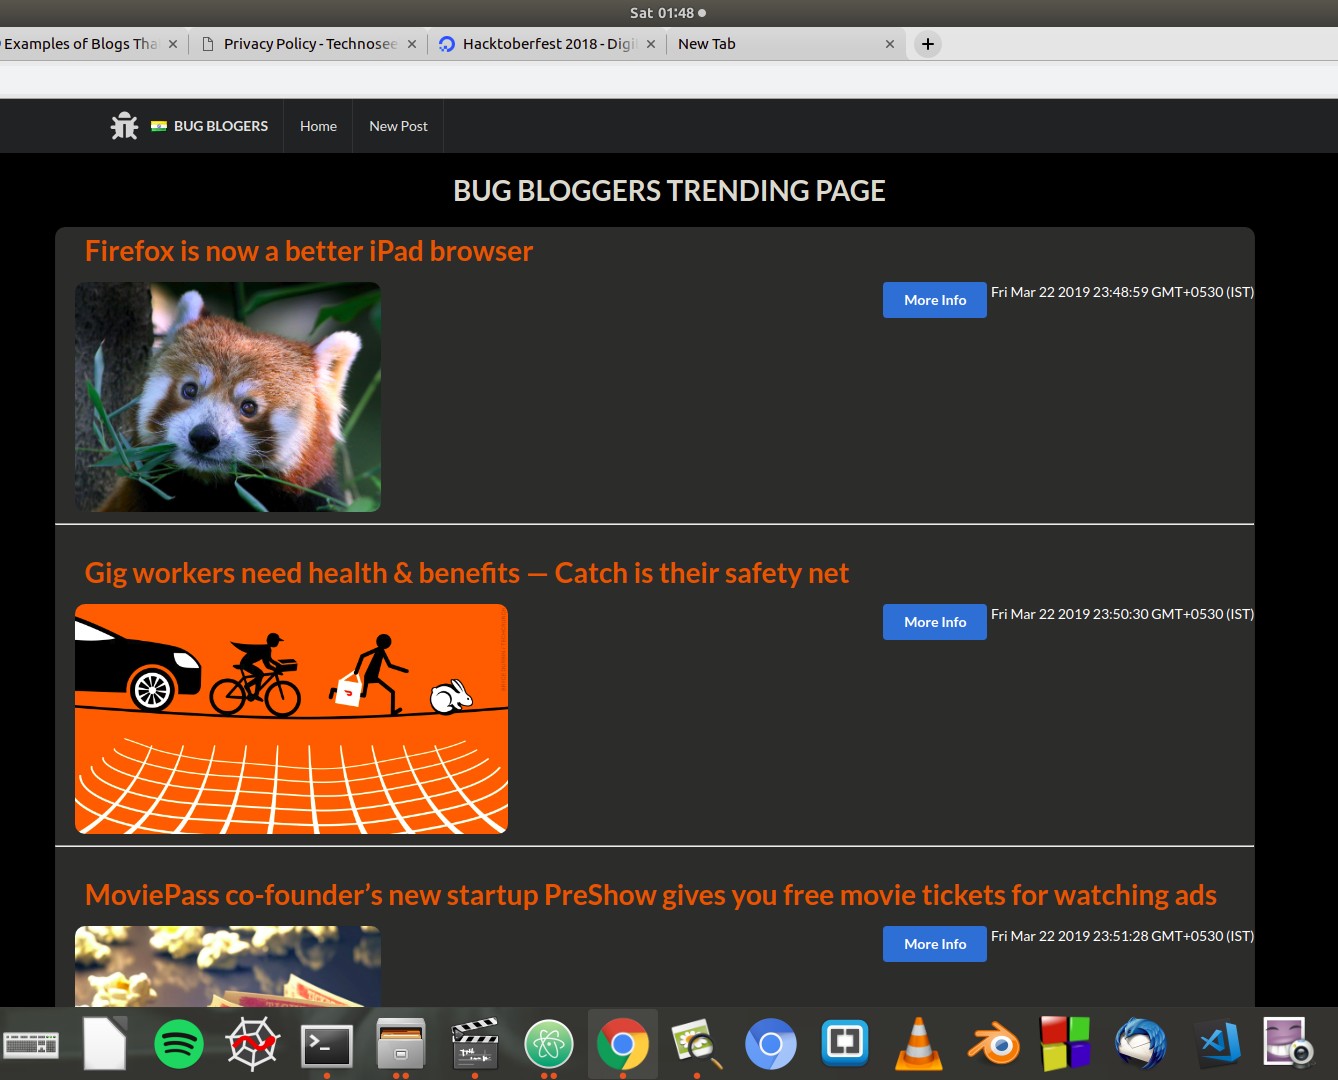 Sat 01:48
Examples of Blogs Tha
Privacy Policy - Technosee
Hacktoberfest 2018 - Digi
New Tab
BUG BLOGERS
Home
New Post
BUG BLOGGERS TRENDING PAGE
Firefox is now a better iPad browser
More Info
Fri Mar 22 2019 23:48:59 GMT+0530 (IST)
Gig workers need health & benefits — Catch is their safety net
More Info
Fri Mar 22 2019 23:50:30 GMT+0530 (IST)
MoviePass co-founder’s new startup PreShow gives you free movie tickets for watching ads
More Info
Fri Mar 22 2019 23:51:28 GMT+0530 (IST)